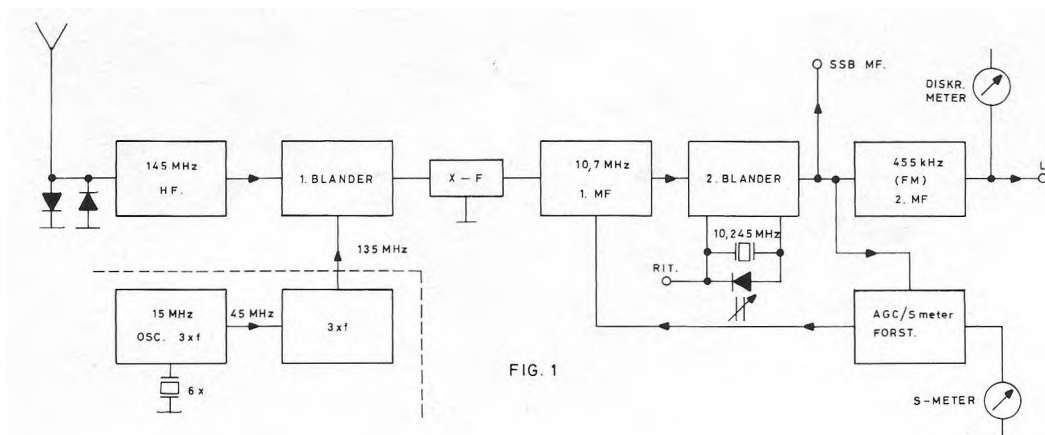 SSB MF.
DISKR.
METER
145 MHz
HF.
1. BLANDER
X-F
10,7 MHz
1. MF
2. BLANDER
455 kHz
(FM)
2. MF
135 MHz
10,245 MHz
RIT.
15 MHz
OSC. 3xf
45 MHz
3xf
AGC/S meter
FORST.
6x
FIG. 1
S-METER